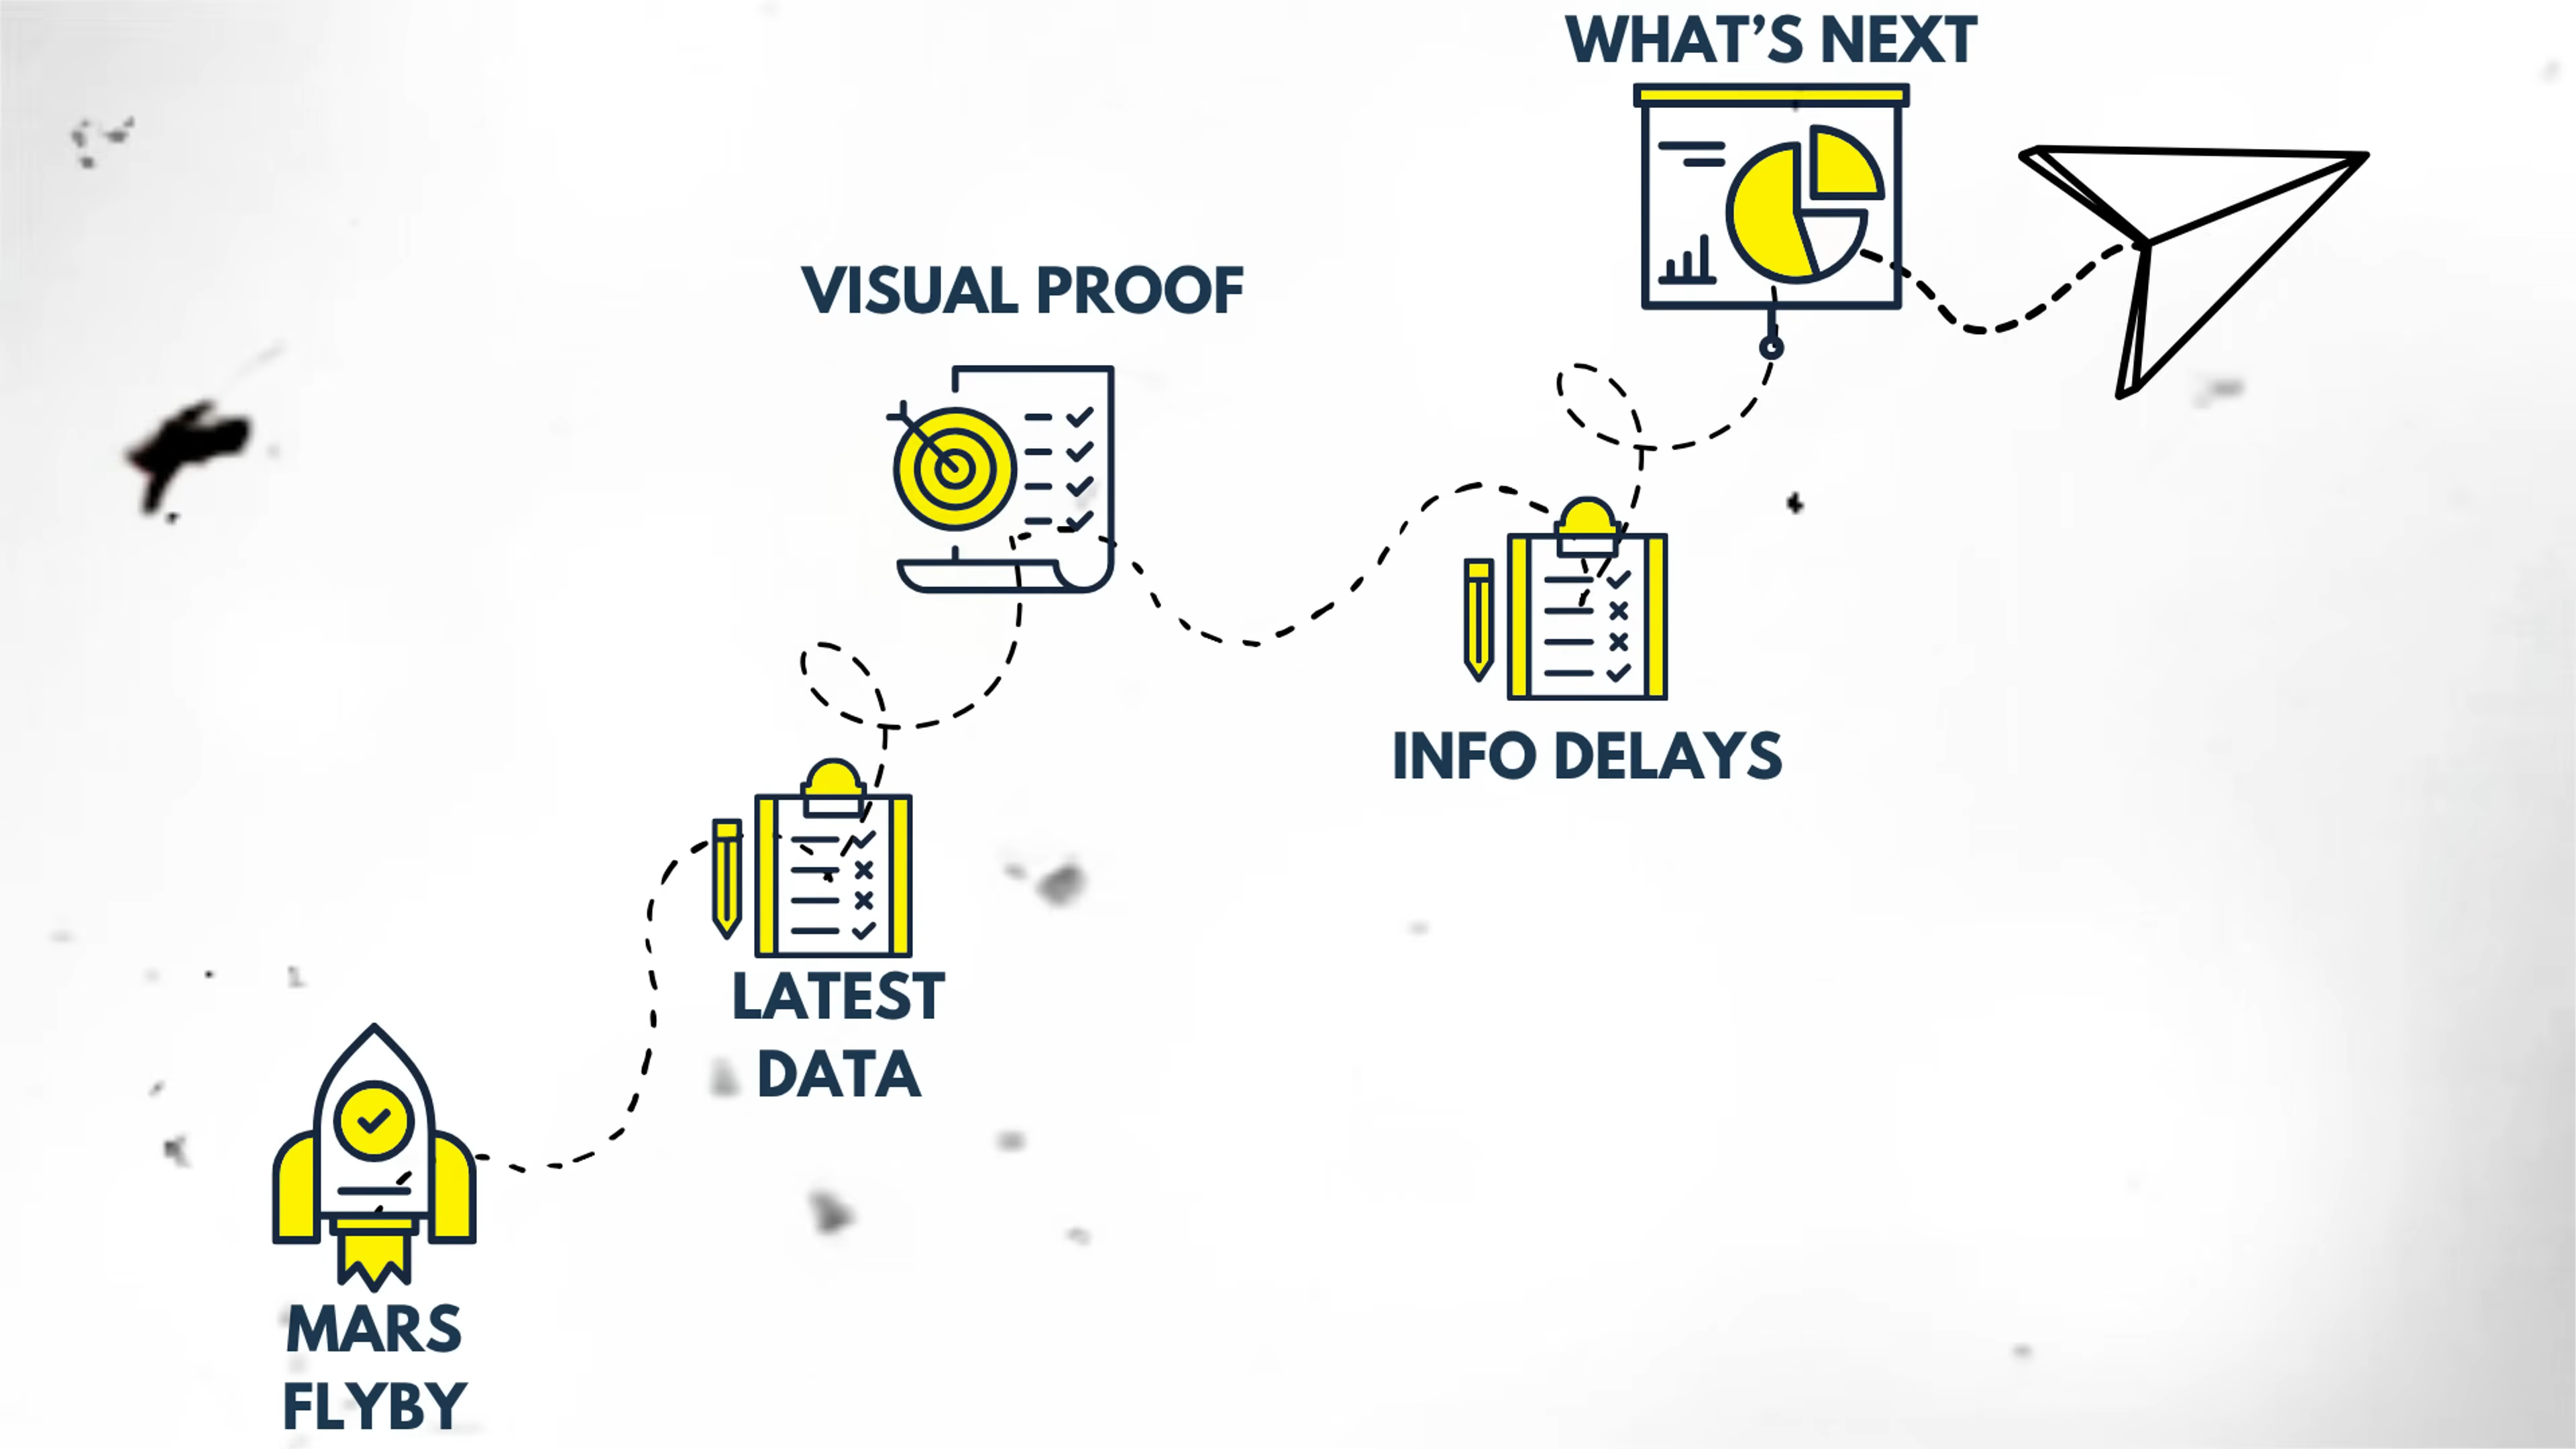 WHAT'S NEXT
VISUAL PROOF
INFO DELAYS
LATEST
DATA
MARS
FLYBY